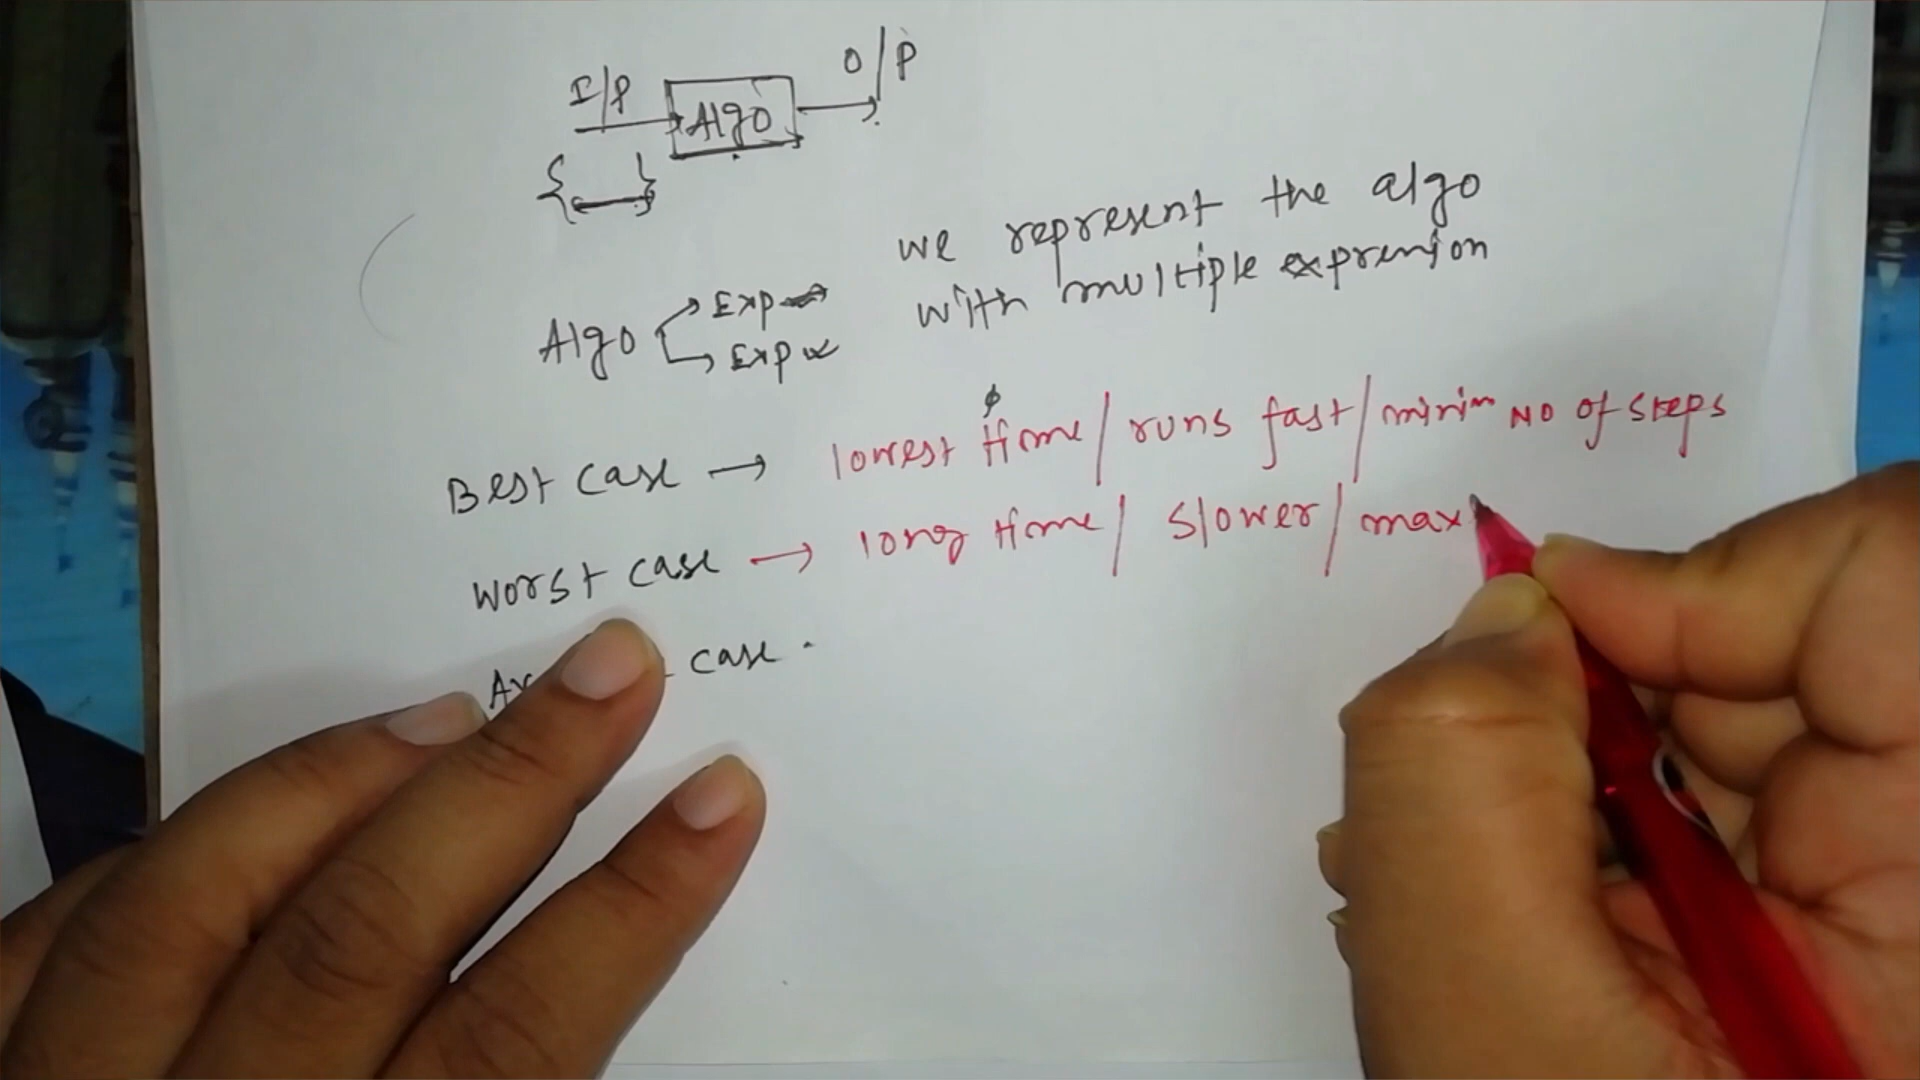 I/P Algo O/P
{ }
we represent the algo
with multiple expression
Algo Exp
Exp
Best case → lowest time / runs fast / minim NO of steps
worst case → long time / slower / max
case